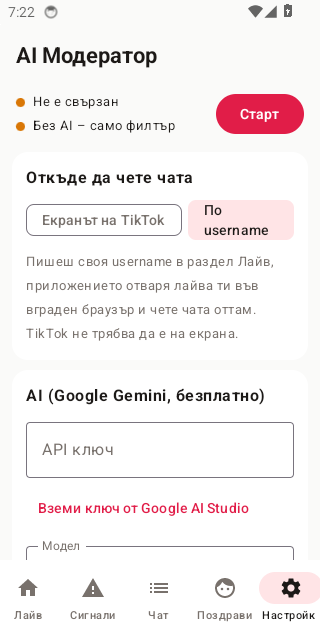 7:22
AI Модератор
Не е свързан
Без AI – само филтър
Старт
Откъде да чете чата
Екранът на TikTok
По
username
Пишеш своя username в раздел Лайв,
приложението отваря лайва ти във
вграден браузър и чете чата оттам.
TikTok не трябва да е на екрана.
AI (Google Gemini, безплатно)
API ключ
Вземи ключ от Google AI Studio
Модел
Лайв
Сигнали
Чат
Поздрави
Настройк